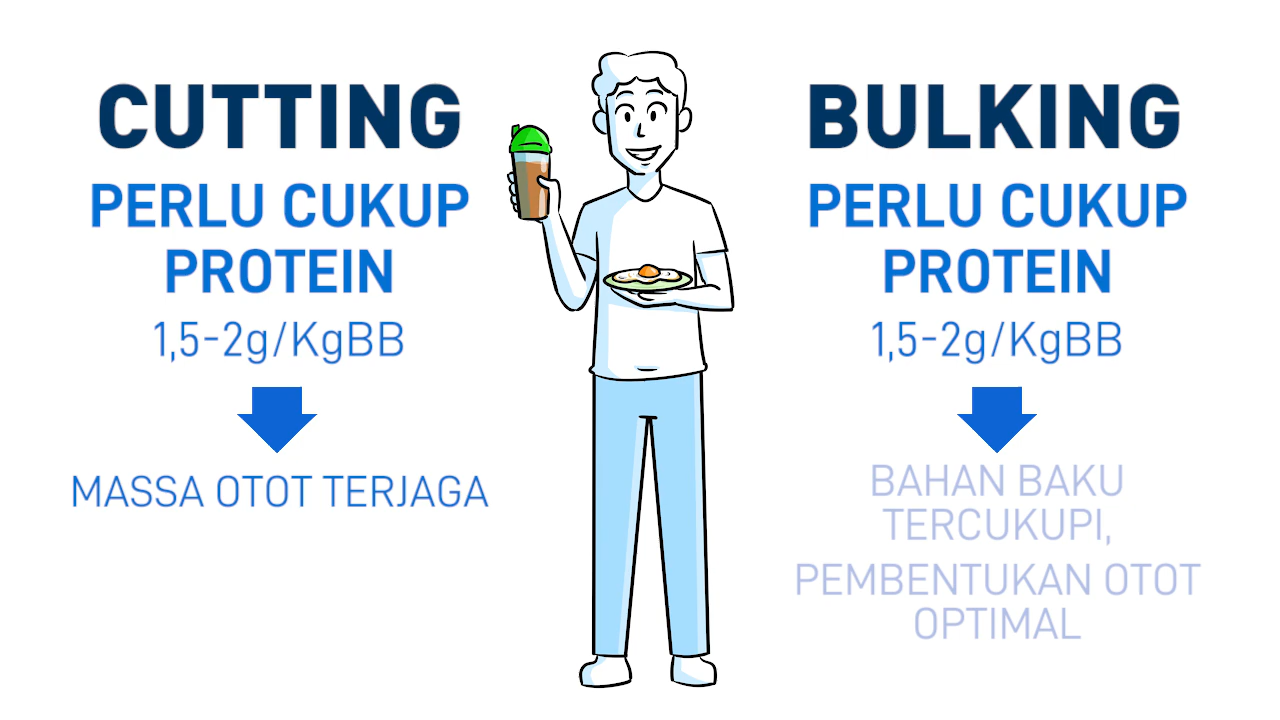 CUTTING
PERLU CUKUP
PROTEIN
1,5-2g/KgBB
MASSA OTOT TERJAGA
BULKING
PERLU CUKUP
PROTEIN
1,5-2g/KgBB
BAHAN BAKU
TERCUKUPI,
PEMBENTUKAN OTOT
OPTIMAL